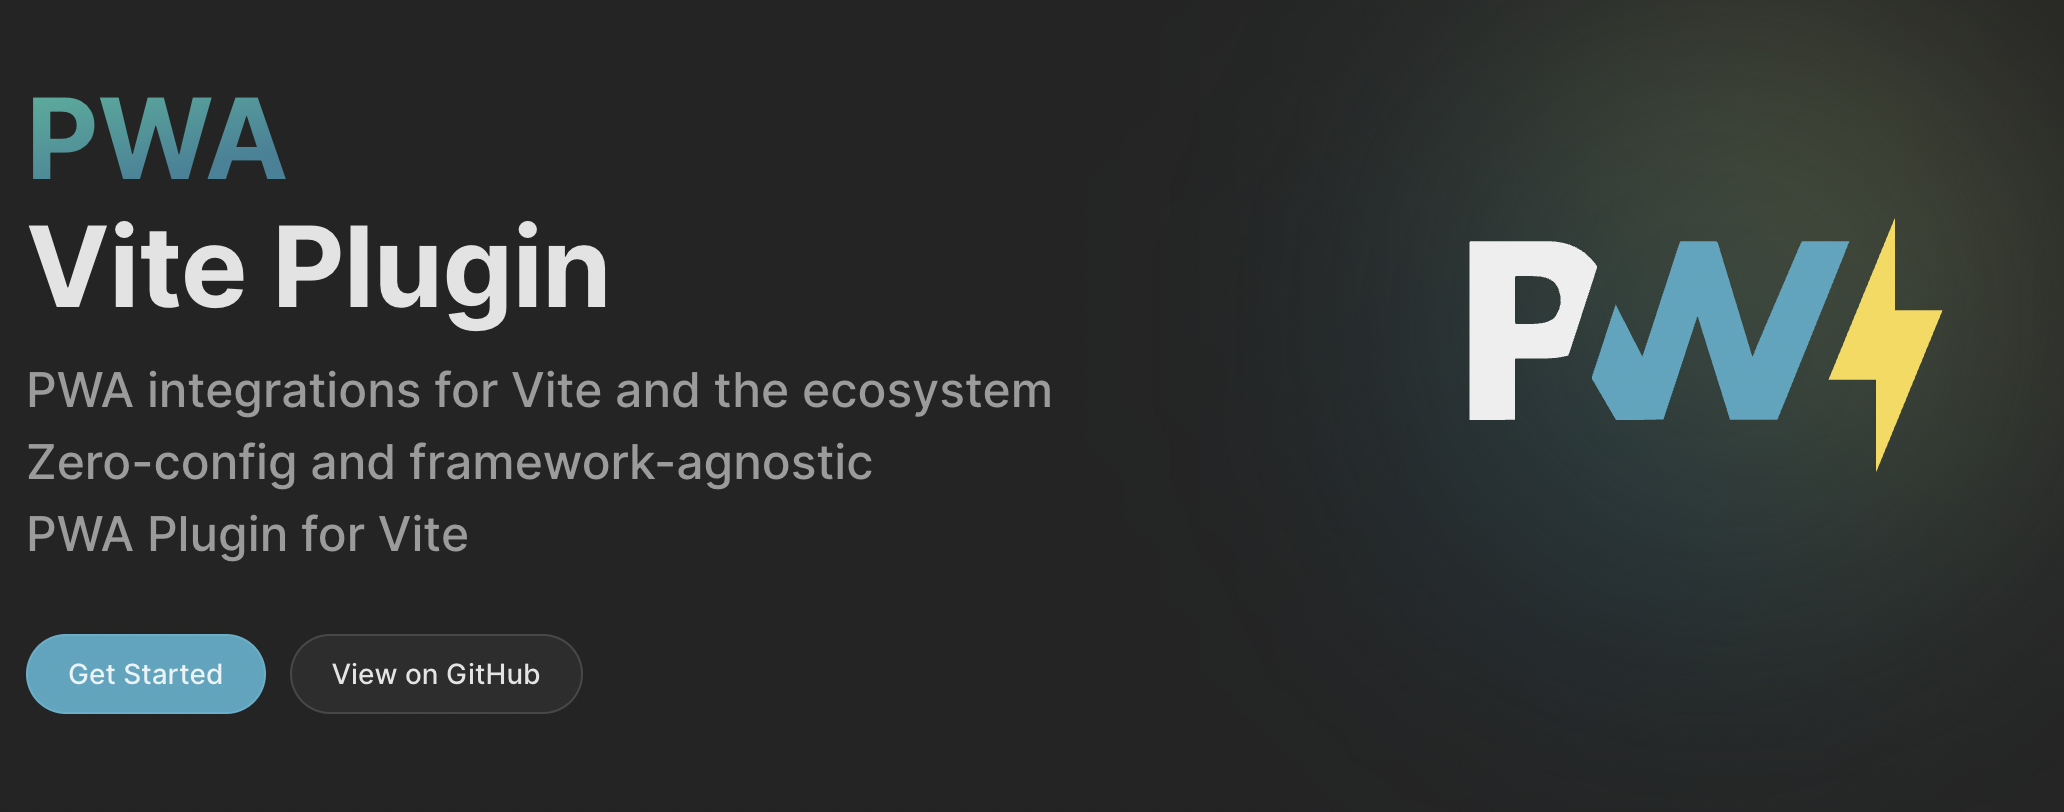 PWA
Vite Plugin
PWA integrations for Vite and the ecosystem
Zero-config and framework-agnostic
PWA Plugin for Vite
Get Started
View on GitHub
PW